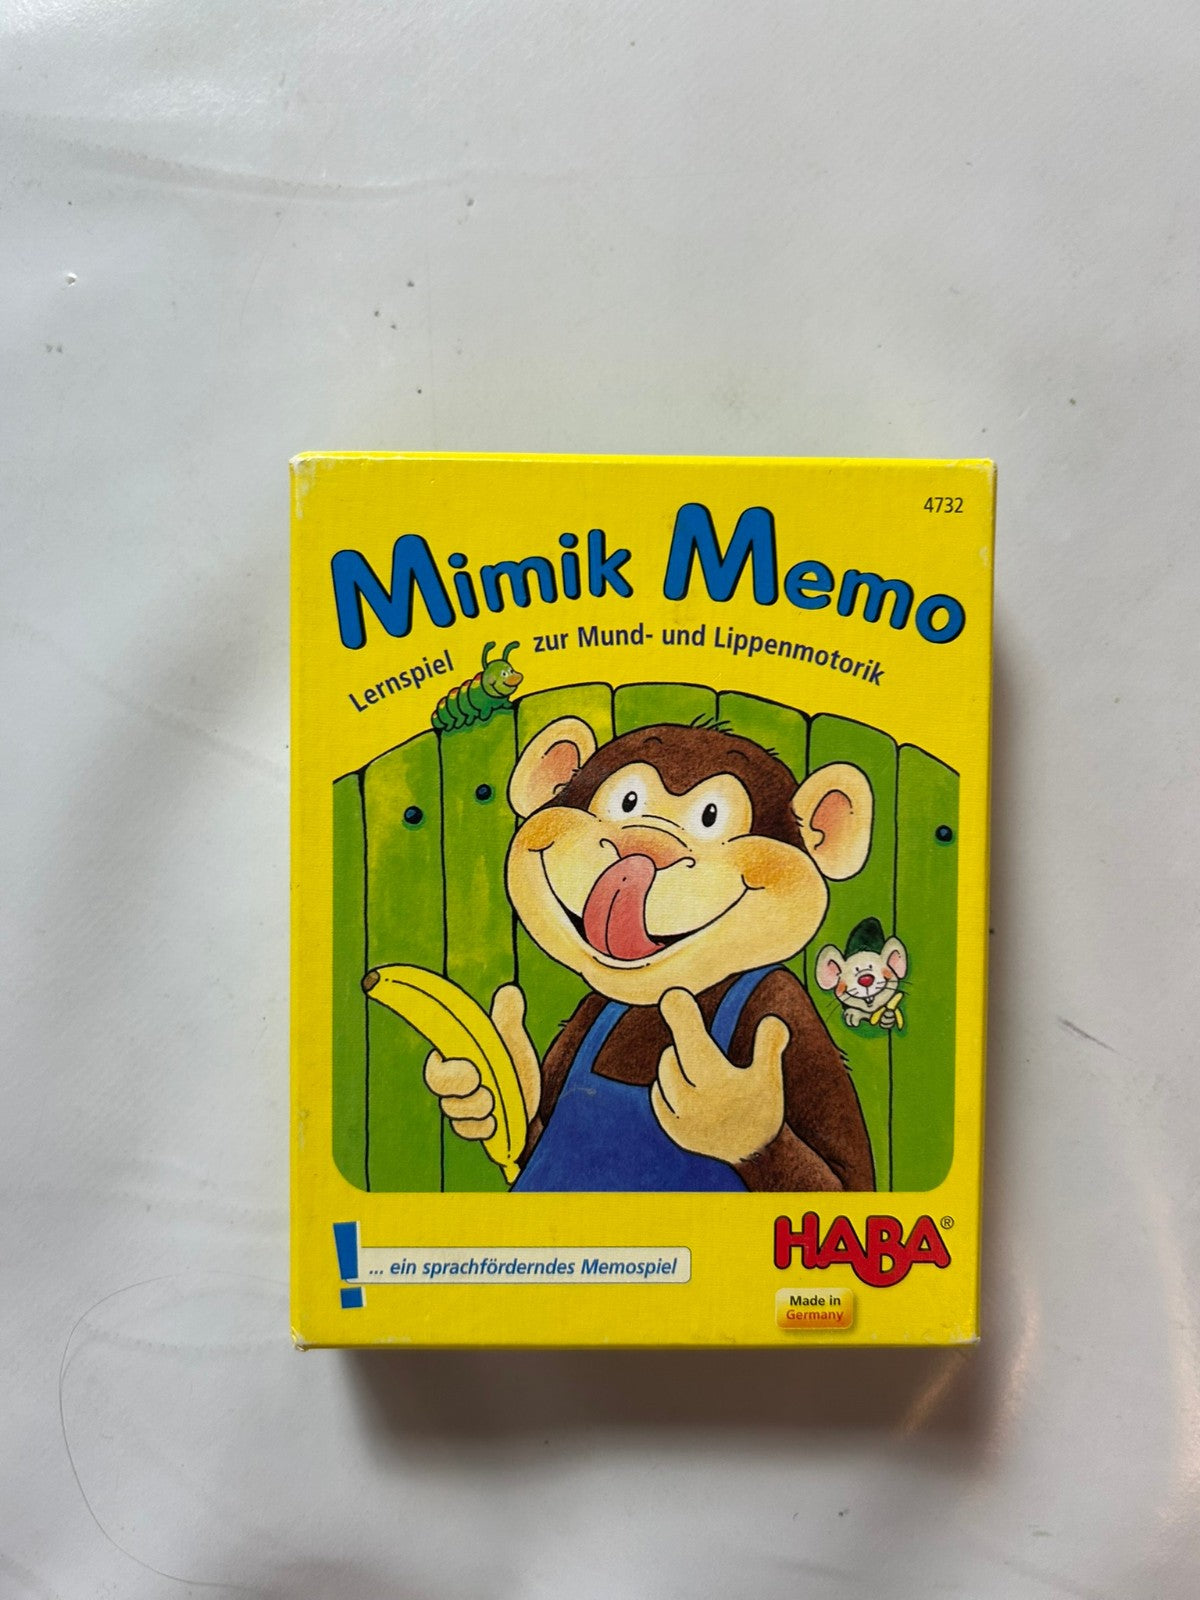 4732
Mimik Memo
Lernspiel zur Mund- und Lippenmotorik
... ein sprachförderndes Memospiel
HABA®
Made in
Germany